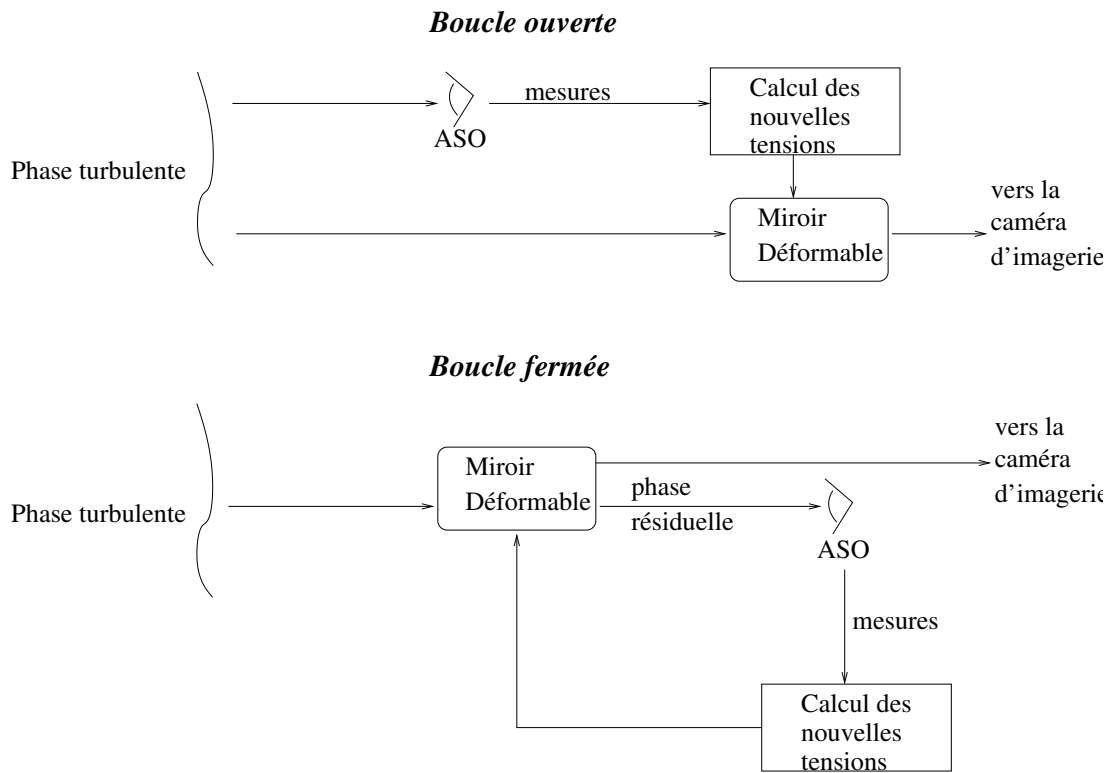 Boucle ouverte
mesures
ASO
Calcul des
nouvelles
tensions
Phase turbulente
Miroir
Déformable
vers la
caméra
d'imagerie
Boucle fermée
Phase turbulente
Miroir
Déformable
phase
résiduelle
ASO
vers la
caméra
d'imagerie
mesures
Calcul des
nouvelles
tensions